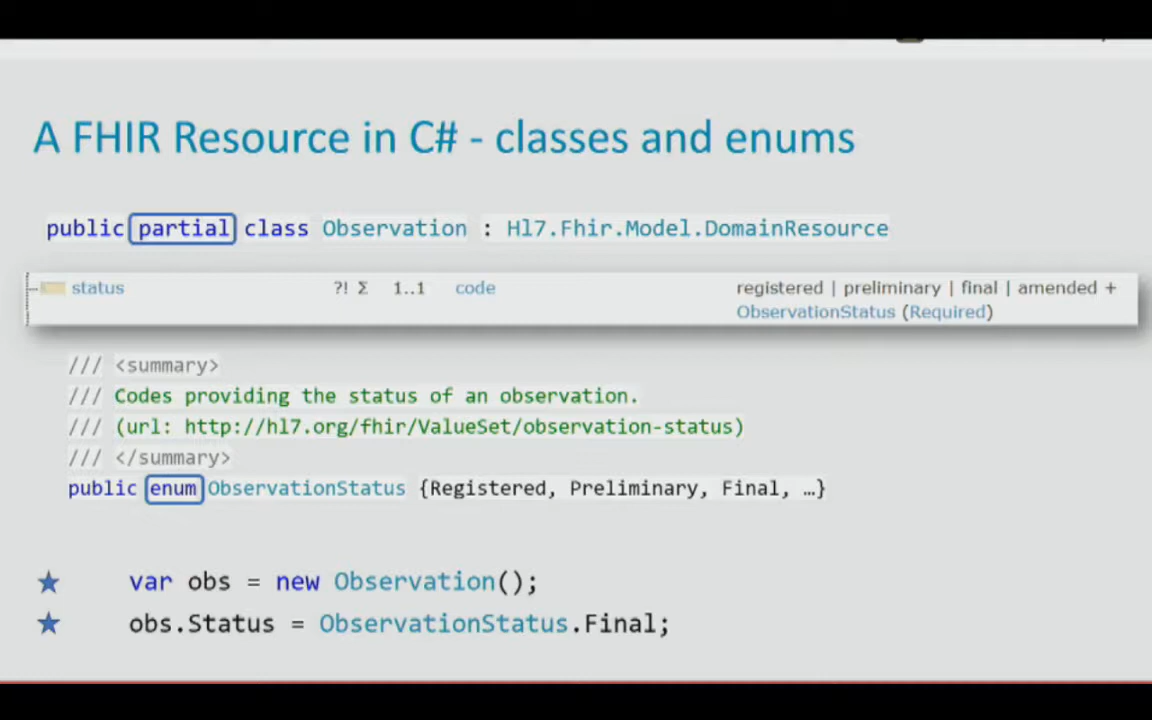 A FHIR Resource in C# - classes and enums
public partial class Observation : Hl7.Fhir.Model.DomainResource
status ?! Σ 1..1 code registered | preliminary | final | amended +
ObservationStatus (Required)
/// <summary>
/// Codes providing the status of an observation.
/// (url: http://hl7.org/fhir/ValueSet/observation-status)
/// </summary>
public enum ObservationStatus {Registered, Preliminary, Final, …}
★ var obs = new Observation();
★ obs.Status = ObservationStatus.Final;